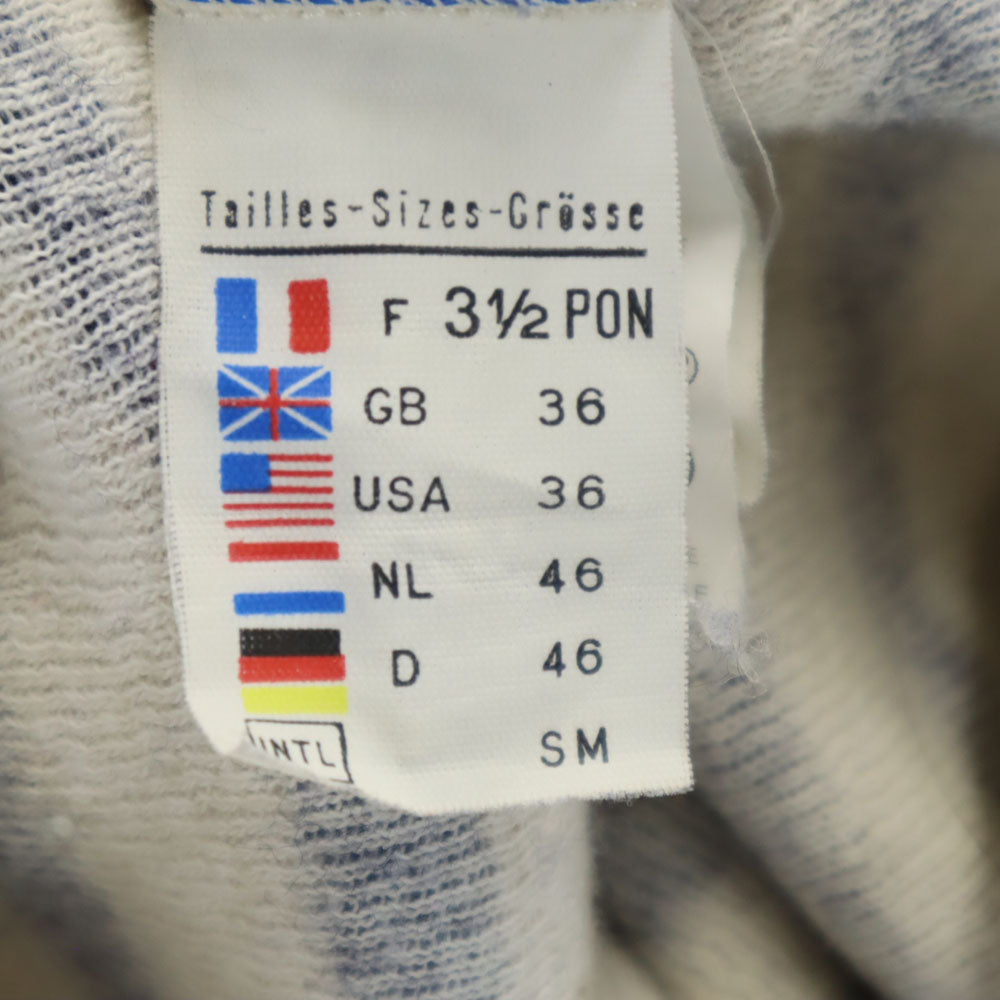 Tailles-Sizes-Grösse
F 3½ PON
GB 36
USA 36
NL 46
D 46
INTL SM